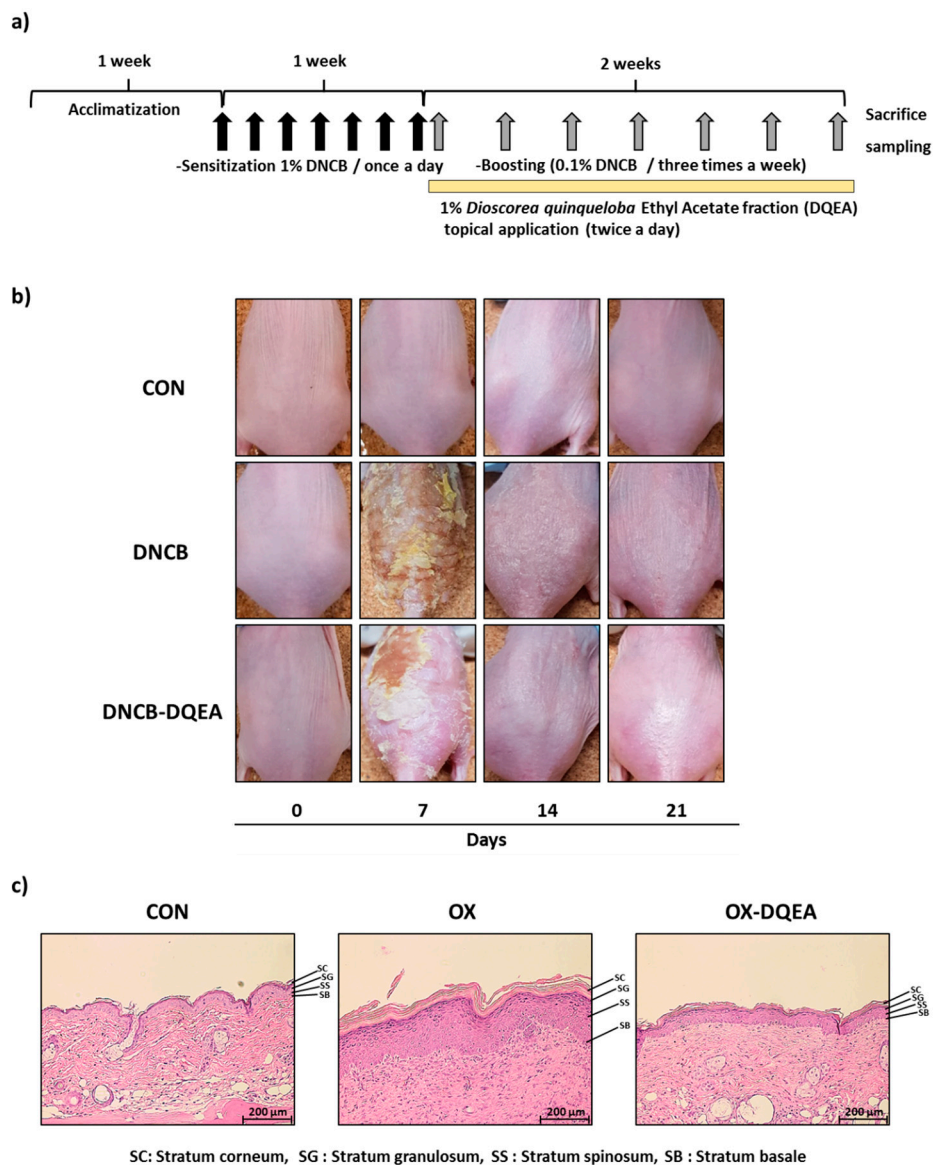 a)
1 week
1 week
2 weeks
Acclimatization
Sacrifice
sampling
-Sensitization 1% DNCB / once a day
-Boosting (0.1% DNCB / three times a week)
1% Dioscorea quinqueloba Ethyl Acetate fraction (DQEA)
topical application (twice a day)
b)
CON
DNCB
DNCB-DQEA
0
7
14
21
Days
c)
CON
OX
OX-DQEA
SC
SG
SS
SB
200 μm
SC
SG
SS
SB
200 μm
SC
SG
SS
SB
200 μm
SC: Stratum corneum, SG : Stratum granulosum, SS : Stratum spinosum, SB : Stratum basale